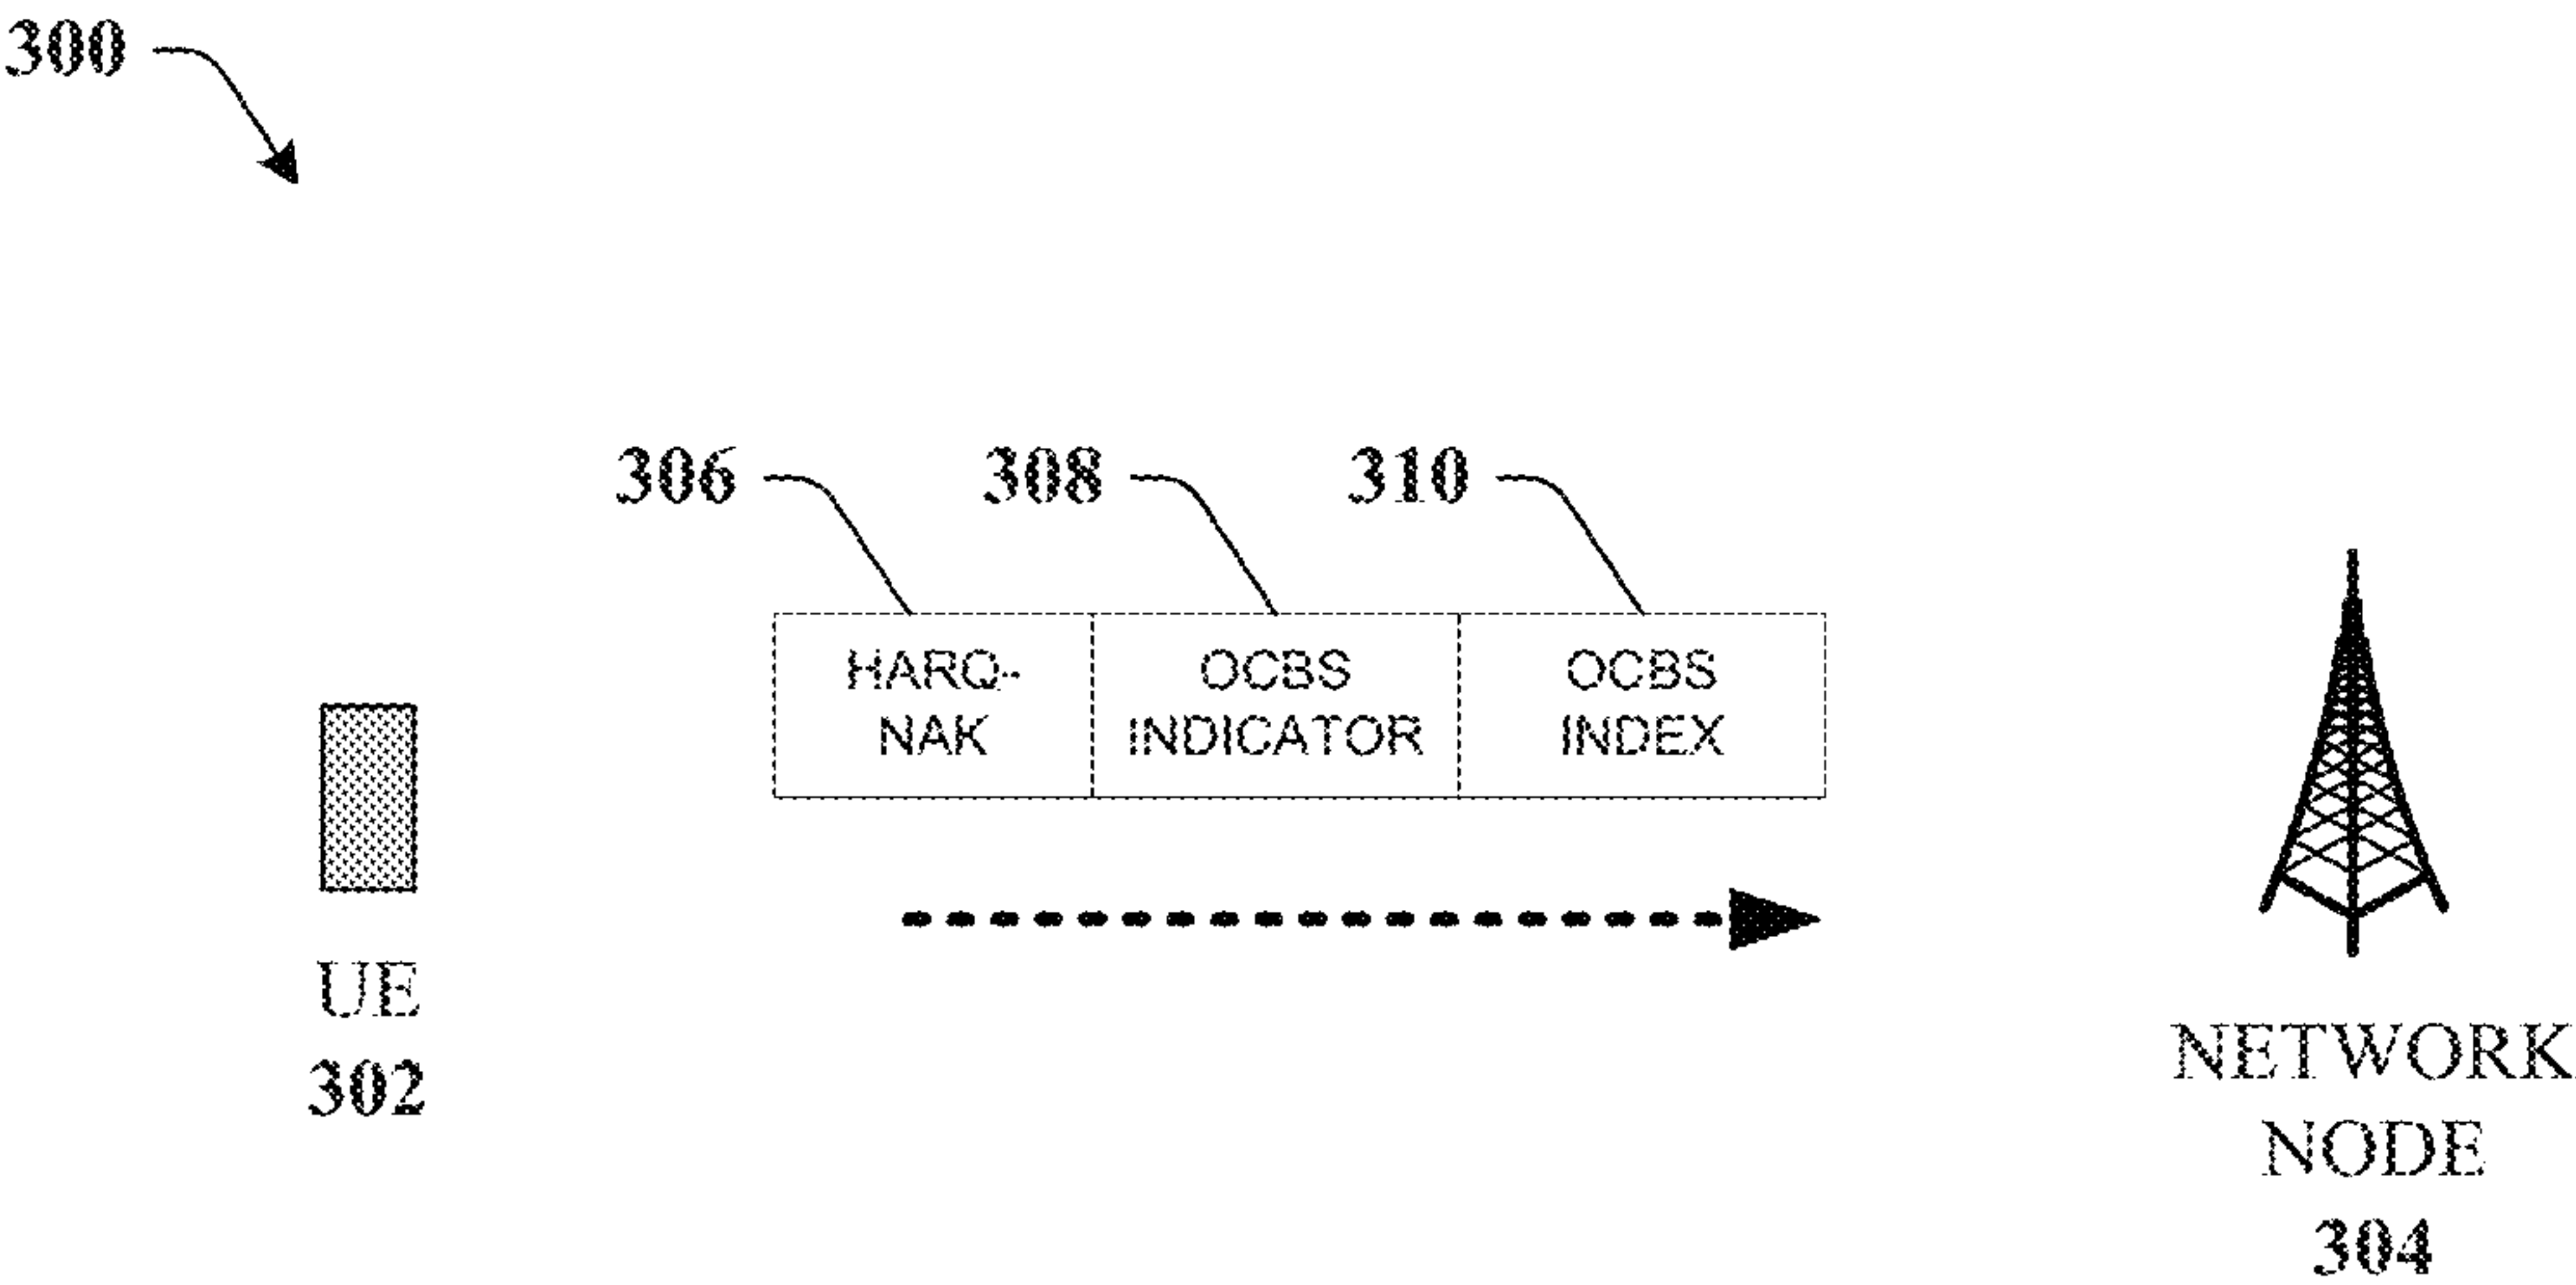 300
306 308 310
HARQ-
NAK
OCBS
INDICATOR
OCBS
INDEX
UE
302
NETWORK
NODE
304